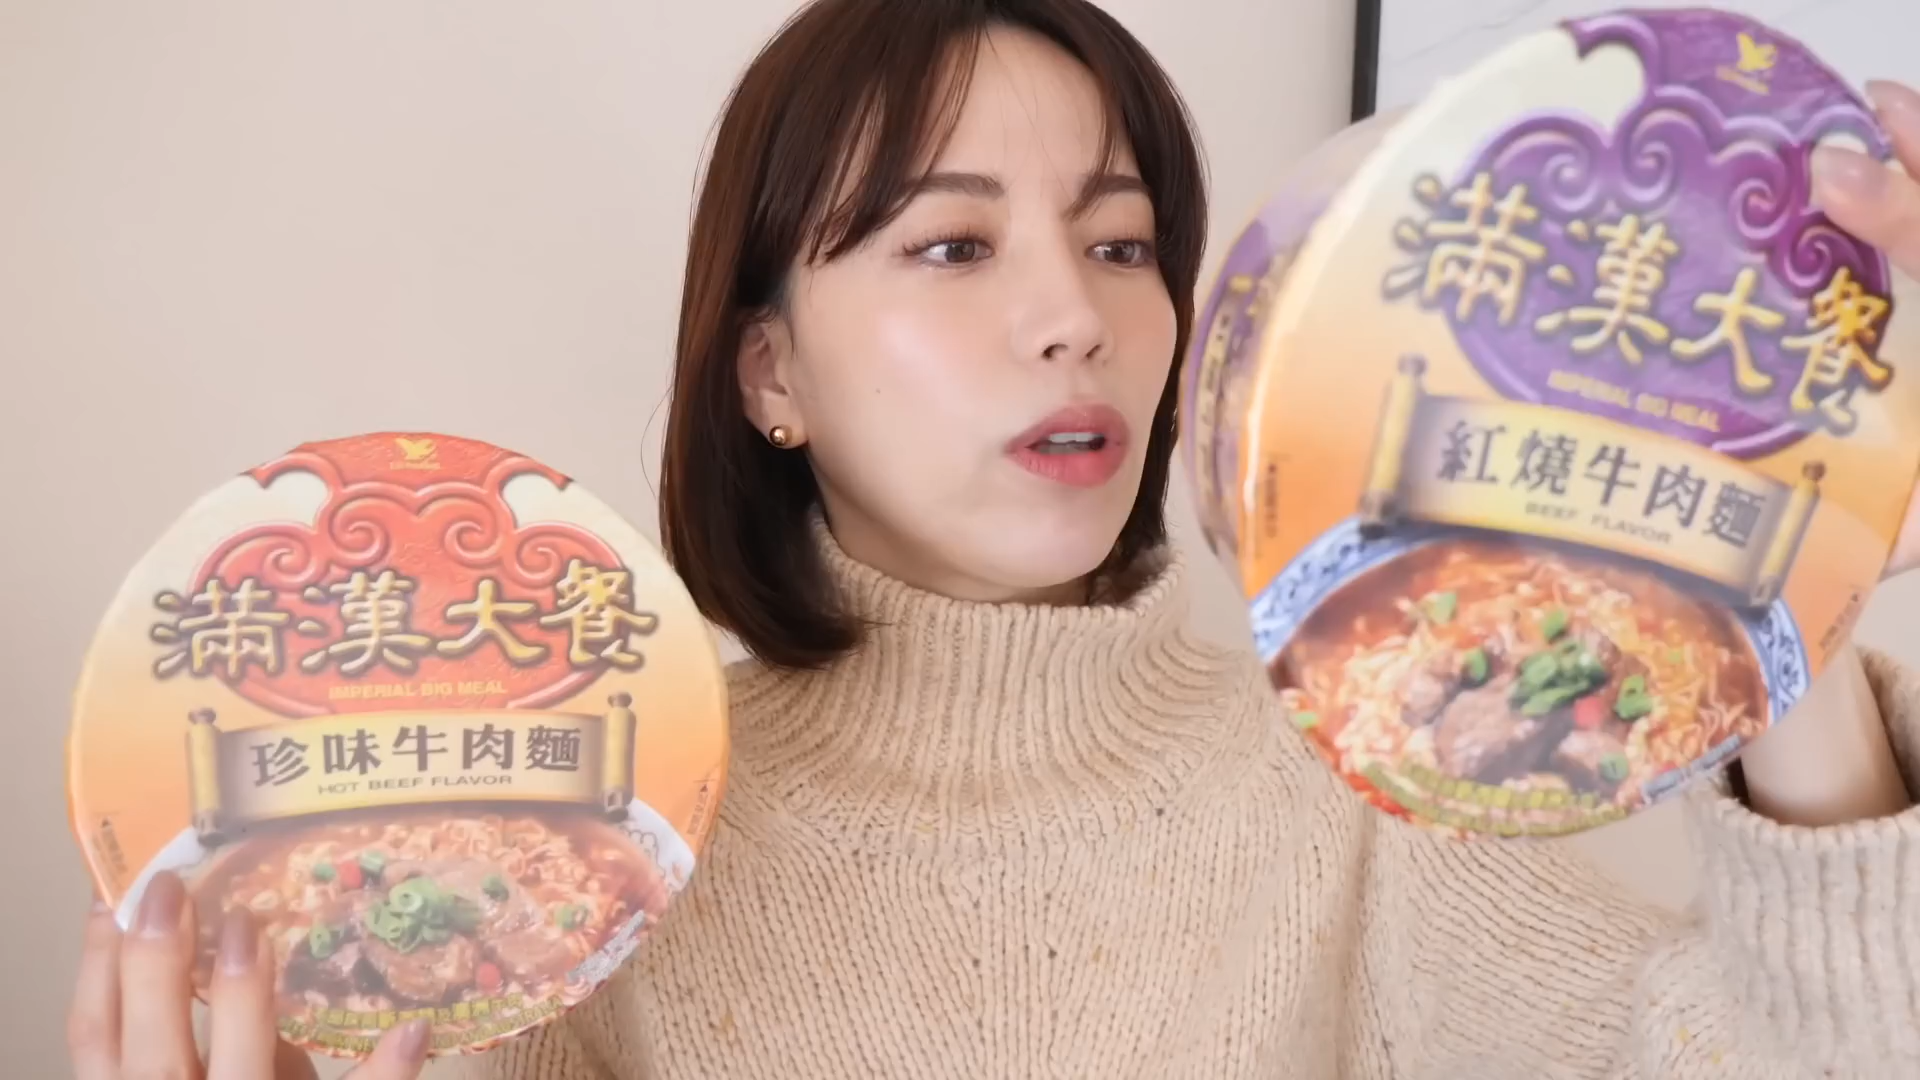 滿漢大餐
IMPERIAL BIG MEAL
珍味牛肉麵
HOT BEEF FLAVOR
滿漢大餐
IMPERIAL BIG MEAL
紅燒牛肉麵
BEEF FLAVOR